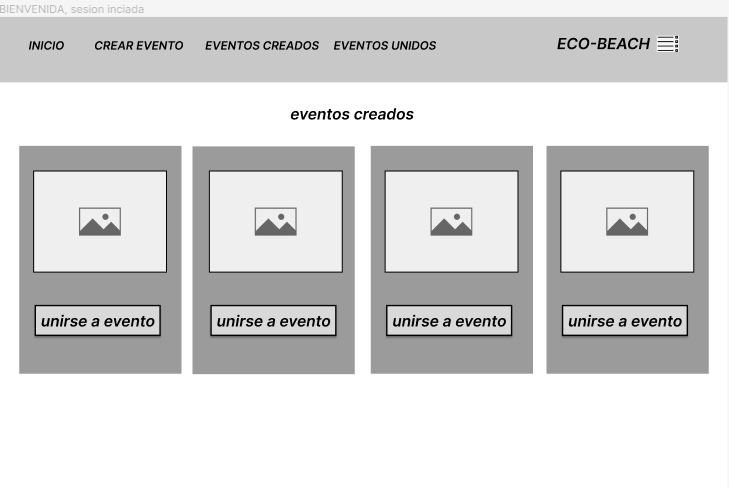 BIENVENIDA, sesion inciada
INICIO CREAR EVENTO EVENTOS CREADOS EVENTOS UNIDOS ECO-BEACH
eventos creados
unirse a evento unirse a evento unirse a evento unirse a evento